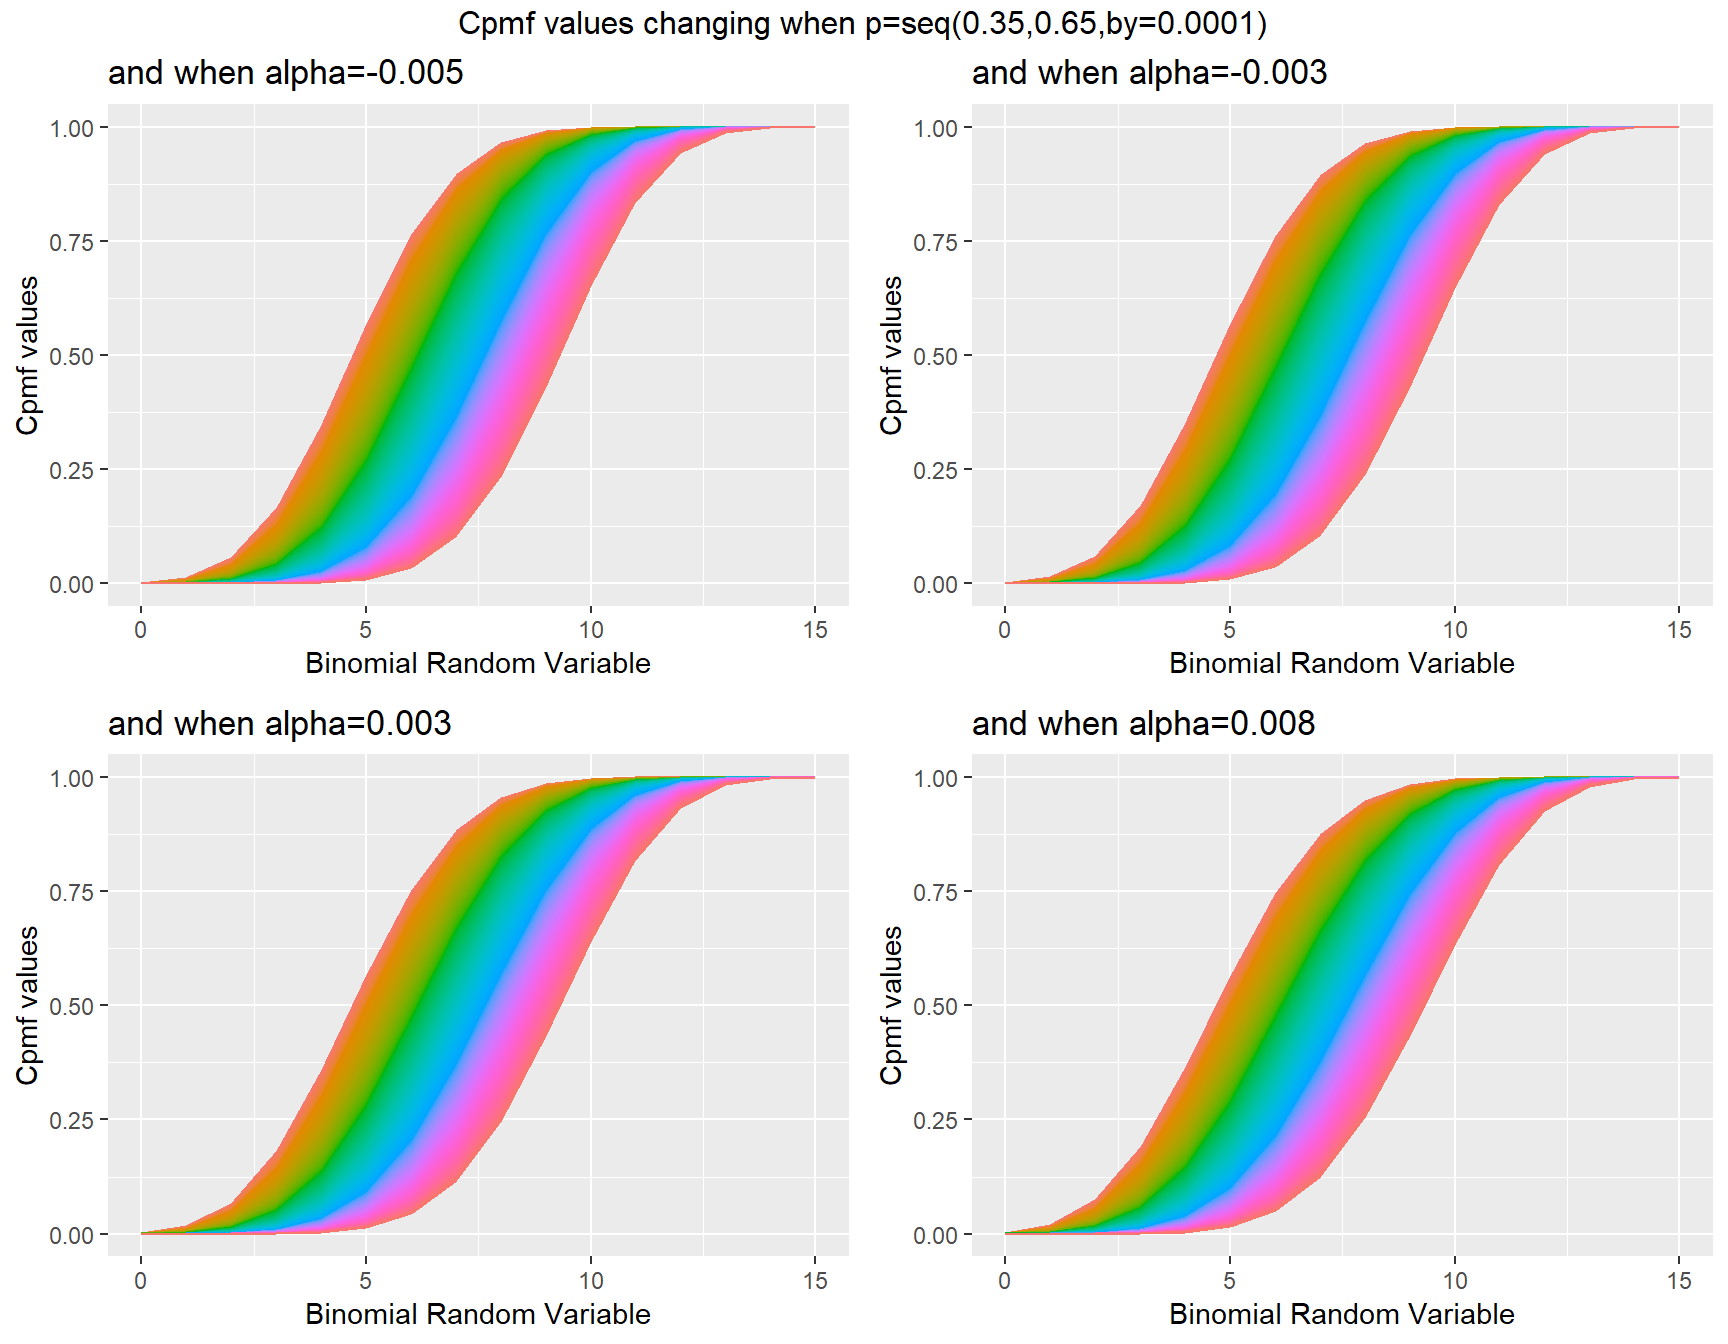 Cpmf values changing when p=seq(0.35,0.65,by=0.0001)
and when alpha=-0.005
Cpmf values
1.00
0.75
0.50
0.25
0.00
0
5
10
15
Binomial Random Variable
and when alpha=-0.003
Cpmf values
1.00
0.75
0.50
0.25
0.00
0
5
10
15
Binomial Random Variable
and when alpha=0.003
Cpmf values
1.00
0.75
0.50
0.25
0.00
0
5
10
15
Binomial Random Variable
and when alpha=0.008
Cpmf values
1.00
0.75
0.50
0.25
0.00
0
5
10
15
Binomial Random Variable